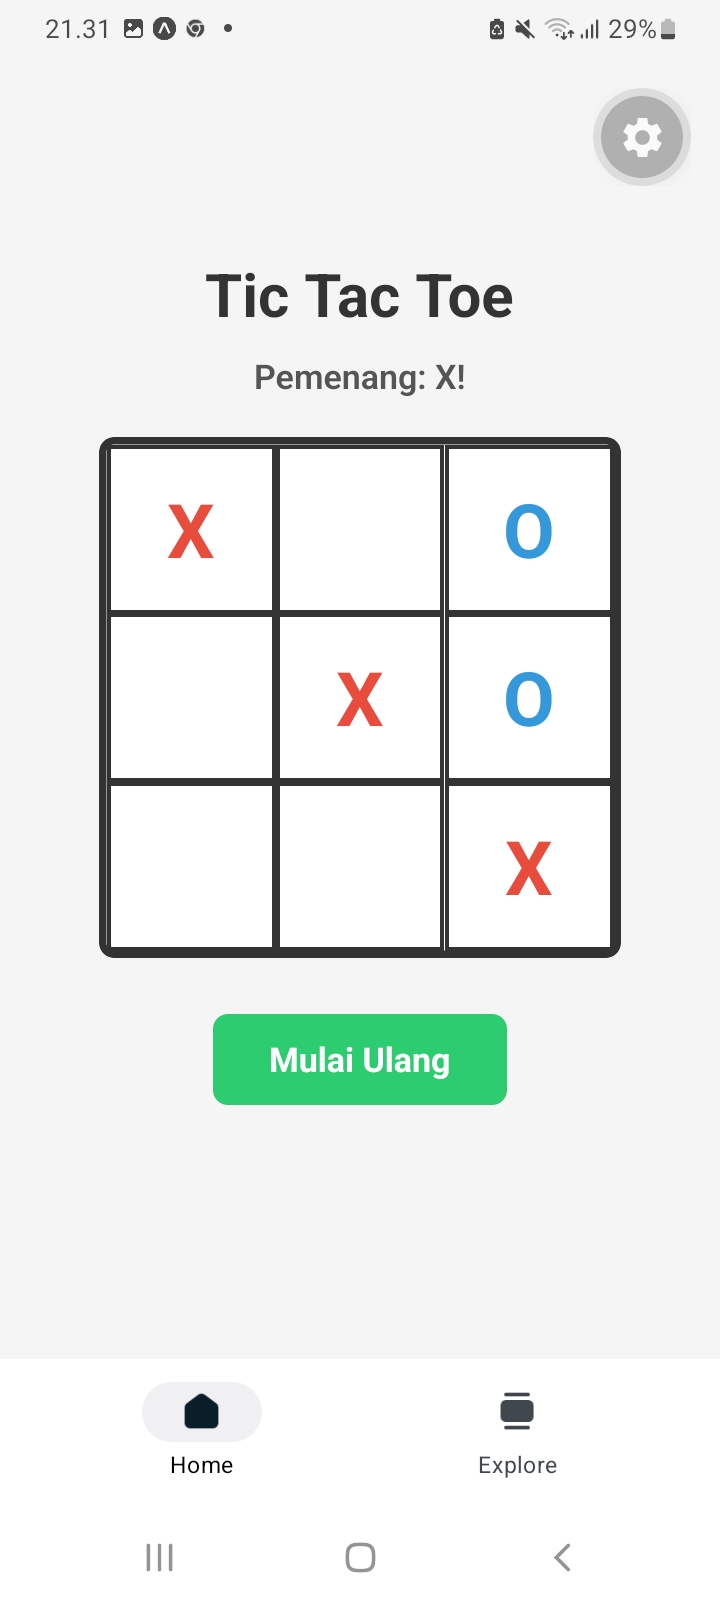 21.31
29%
Tic Tac Toe
Pemenang: X!
X O
X O
X
Mulai Ulang
Home Explore